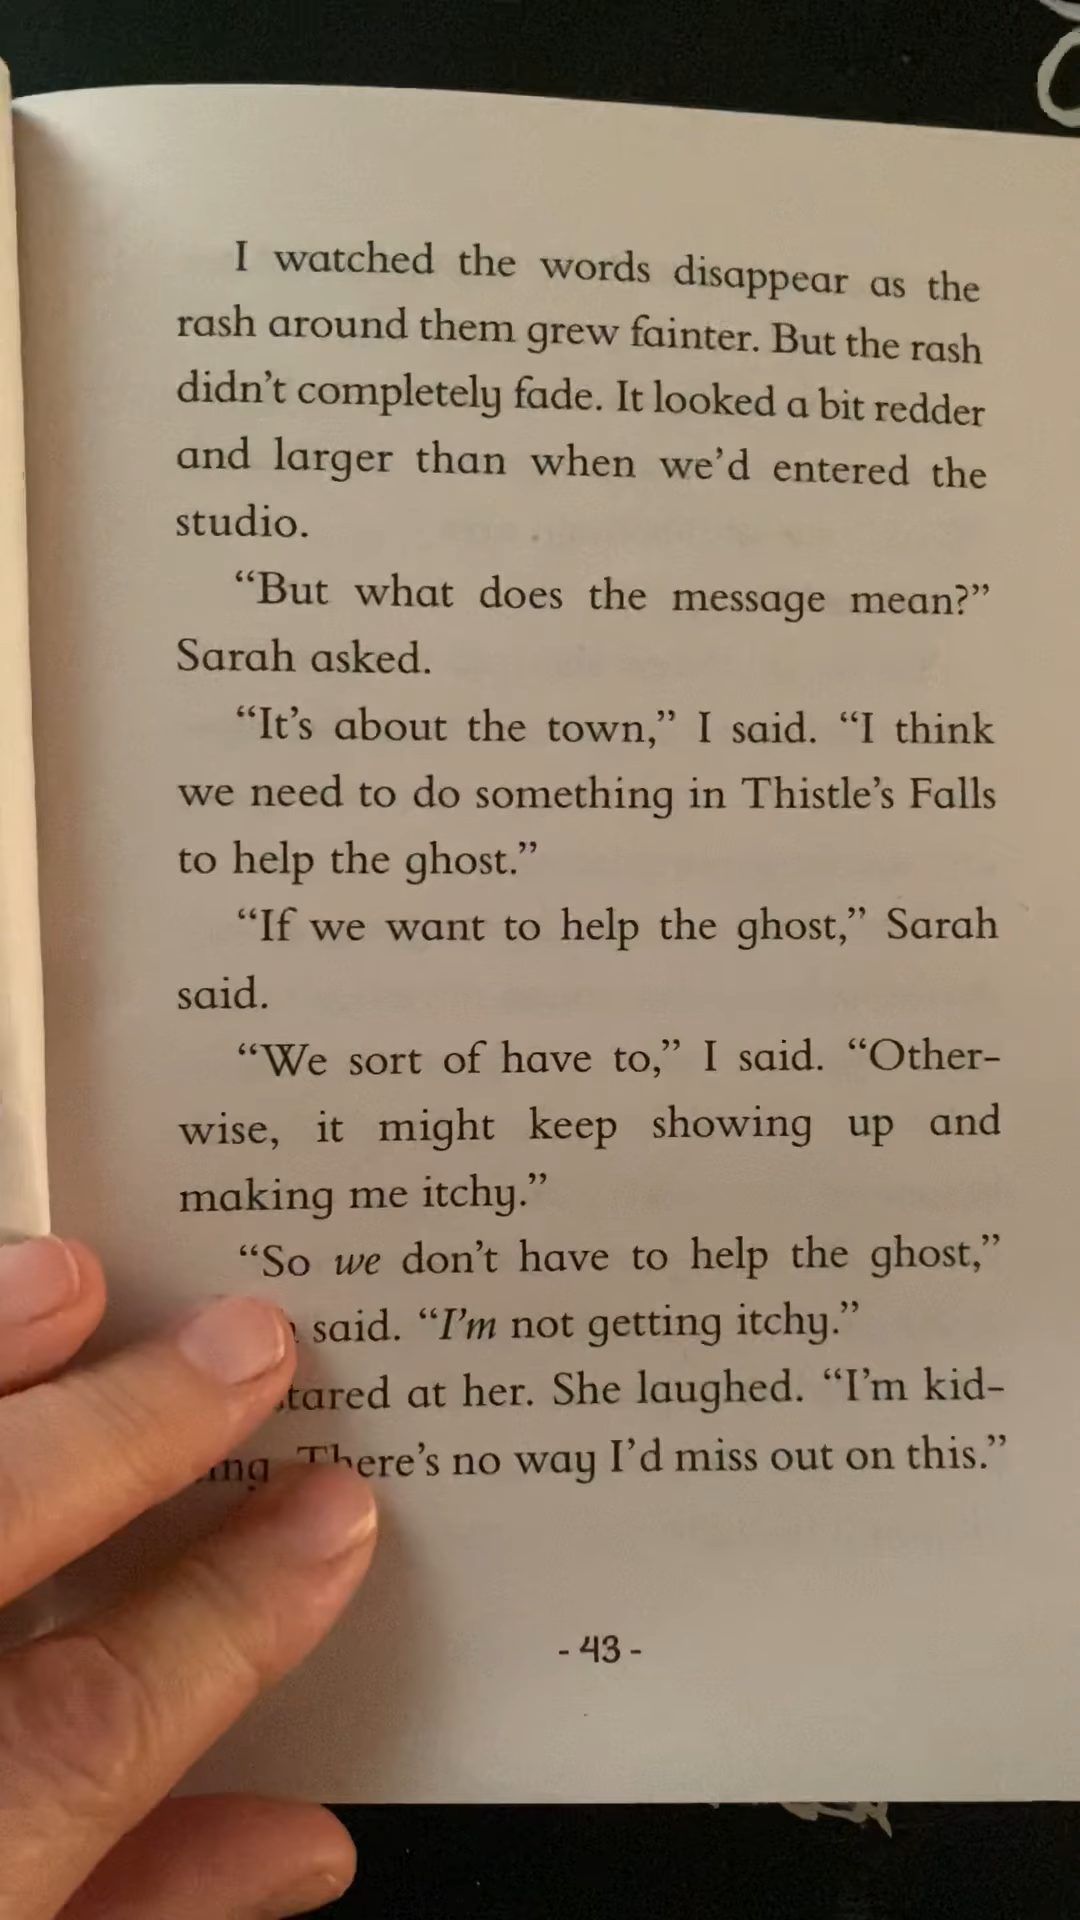 I watched the words disappear as the
rash around them grew fainter. But the rash
didn’t completely fade. It looked a bit redder
and larger than when we’d entered the
studio.
“But what does the message mean?”
Sarah asked.
“It’s about the town,” I said. “I think
we need to do something in Thistle’s Falls
to help the ghost.”
“If we want to help the ghost,” Sarah
said.
“We sort of have to,” I said. “Other-
wise, it might keep showing up and
making me itchy.”
“So we don’t have to help the ghost,”
said. “I’m not getting itchy.”
at her. She laughed. “I’m kid-
There’s no way I’d miss out on this.”
- 43 -